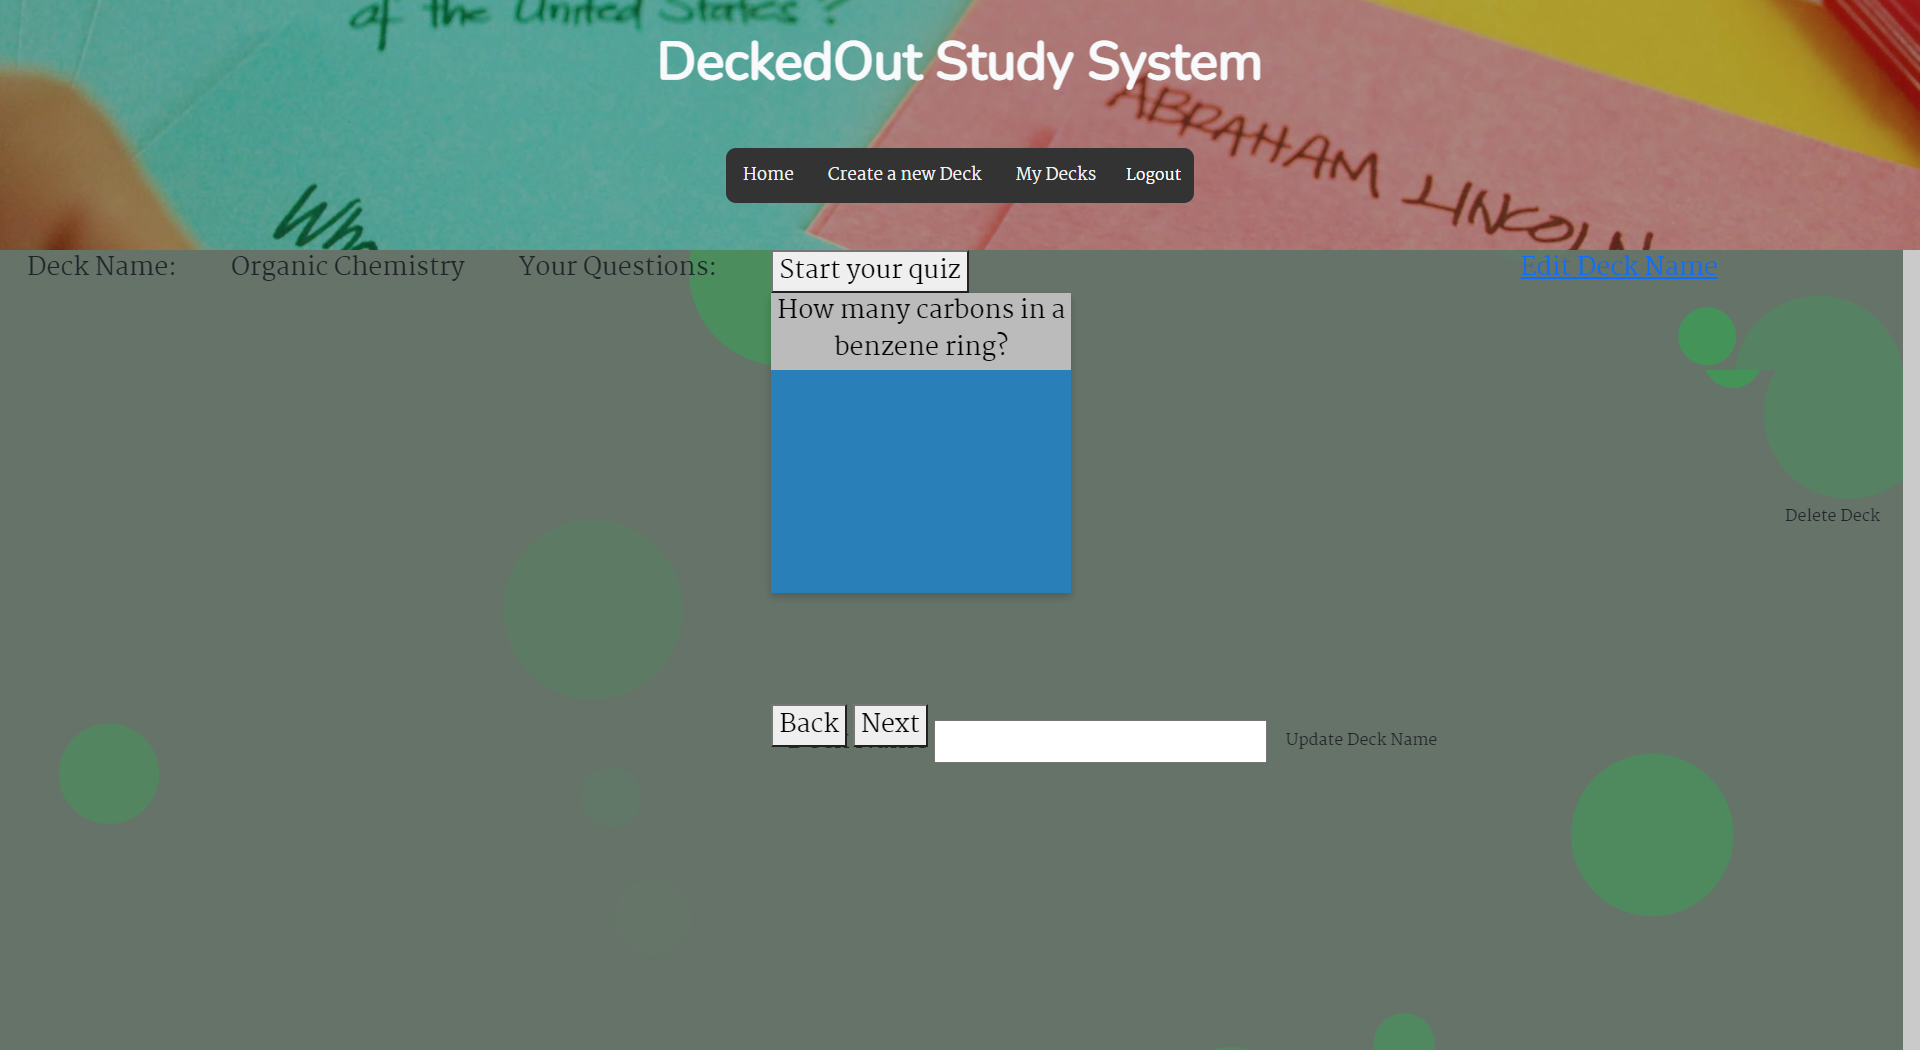 of the United States?
DeckedOut Study System
ABRAHAM LINCOLN
Home Create a new Deck My Decks Logout
Deck Name: Organic Chemistry Your Questions: Start your quiz Edit Deck Name
How many carbons in a
benzene ring?
Delete Deck
Back Next
Update Deck Name